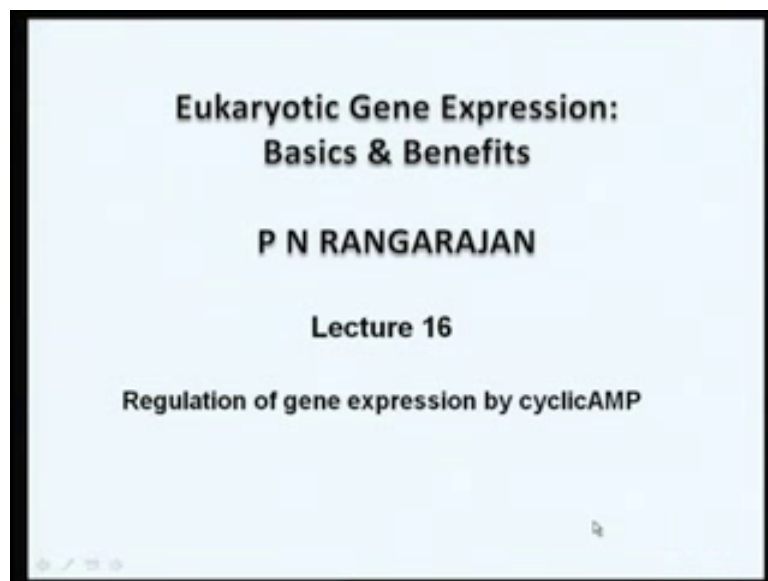 Eukaryotic Gene Expression:
Basics & Benefits
P N RANGARAJAN
Lecture 16
Regulation of gene expression by cyclicAMP